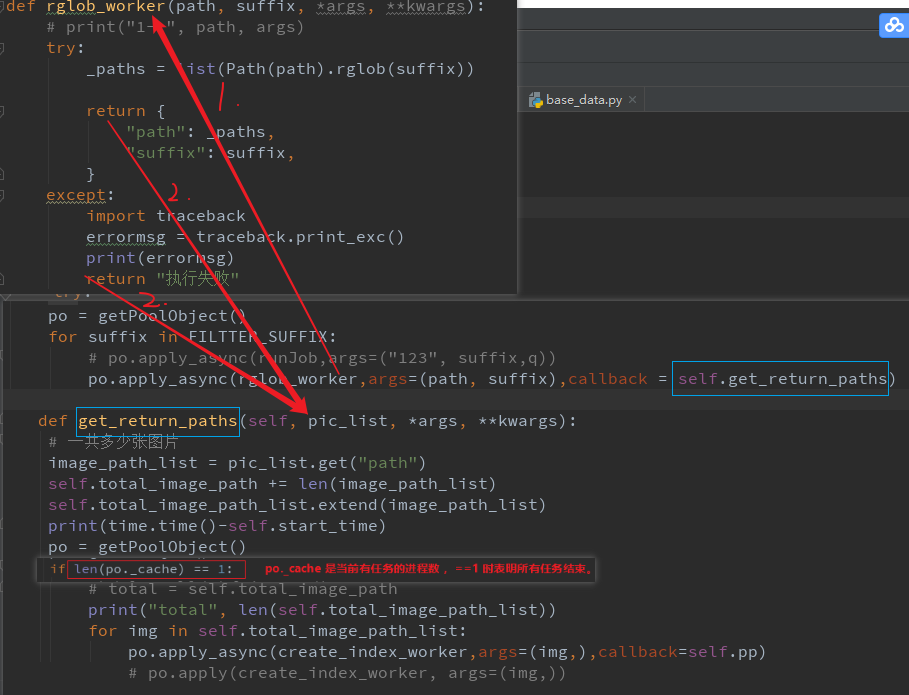 def rglob_worker(path, suffix, *args, **kwargs):
# print("1--", path, args)
try:
_paths = list(Path(path).rglob(suffix))
1.
return {
"path": _paths,
"suffix": suffix,
}
2.
except:
import traceback
errormsg = traceback.print_exc()
print(errormsg)
return "执行失败"
base_data.py
try:
2.
po = getPoolObject()
for suffix in FILTTER_SUFFIX:
# po.apply_async(runJob,args=("123", suffix,q))
po.apply_async(rglob_worker,args=(path, suffix),callback = self.get_return_paths)
def get_return_paths(self, pic_list, *args, **kwargs):
# 一共多少张图片
image_path_list = pic_list.get("path")
self.total_image_path += len(image_path_list)
self.total_image_path_list.extend(image_path_list)
print(time.time()-self.start_time)
po = getPoolObject()
if len(po._cache) == 1: po._cache 是当前有任务的进程数，==1 时表明所有任务结束。
# total = self.total_image_path
print("total", len(self.total_image_path_list))
for img in self.total_image_path_list:
po.apply_async(create_index_worker,args=(img,),callback=self.pp)
# po.apply(create_index_worker, args=(img,))